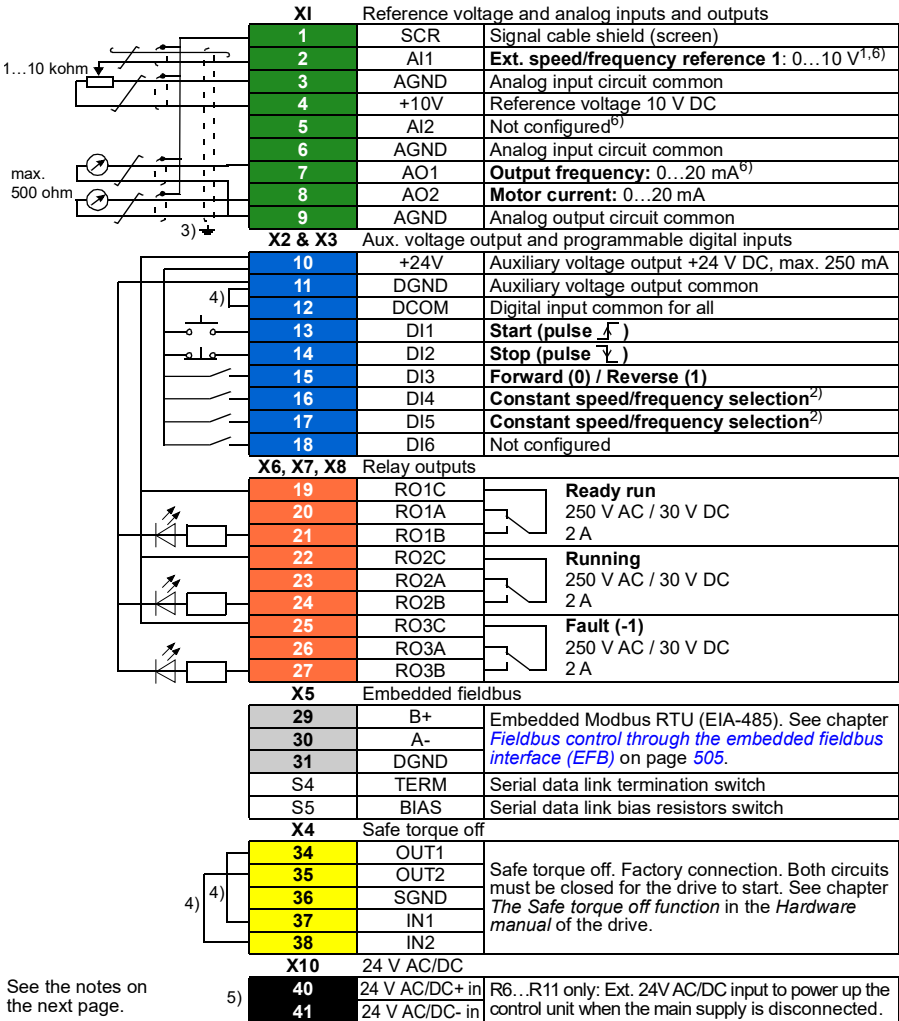 XI Reference voltage and analog inputs and outputs
1 SCR Signal cable shield (screen)
2 AI1 Ext. speed/frequency reference 1: 0…10 V1,6)
1…10 kohm
3 AGND Analog input circuit common
4 +10V Reference voltage 10 V DC
5 AI2 Not configured6)
6 AGND Analog input circuit common
7 AO1 Output frequency: 0…20 mA6)
max.
500 ohm
8 AO2 Motor current: 0…20 mA
9 AGND Analog output circuit common
3)
X2 & X3 Aux. voltage output and programmable digital inputs
10 +24V Auxiliary voltage output +24 V DC, max. 250 mA
11 DGND Auxiliary voltage output common
4)
12 DCOM Digital input common for all
13 DI1 Start (pulse )
14 DI2 Stop (pulse )
15 DI3 Forward (0) / Reverse (1)
16 DI4 Constant speed/frequency selection2)
17 DI5 Constant speed/frequency selection2)
18 DI6 Not configured
X6, X7, X8 Relay outputs
19 RO1C Ready run
20 RO1A 250 V AC / 30 V DC
21 RO1B 2 A
22 RO2C Running
23 RO2A 250 V AC / 30 V DC
24 RO2B 2 A
25 RO3C Fault (-1)
26 RO3A 250 V AC / 30 V DC
27 RO3B 2 A
X5 Embedded fieldbus
29 B+
30 A-
31 DGND
Embedded Modbus RTU (EIA-485). See chapter
Fieldbus control through the embedded fieldbus
interface (EFB) on page 505.
S4 TERM Serial data link termination switch
S5 BIAS Serial data link bias resistors switch
X4 Safe torque off
34 OUT1
35 OUT2
36 SGND
37 IN1
38 IN2
4)
4)
Safe torque off. Factory connection. Both circuits
must be closed for the drive to start. See chapter
The Safe torque off function in the Hardware
manual of the drive.
X10 24 V AC/DC
40 24 V AC/DC+ in
41 24 V AC/DC- in
R6…R11 only: Ext. 24V AC/DC input to power up the
control unit when the main supply is disconnected.
5)
See the notes on
the next page.